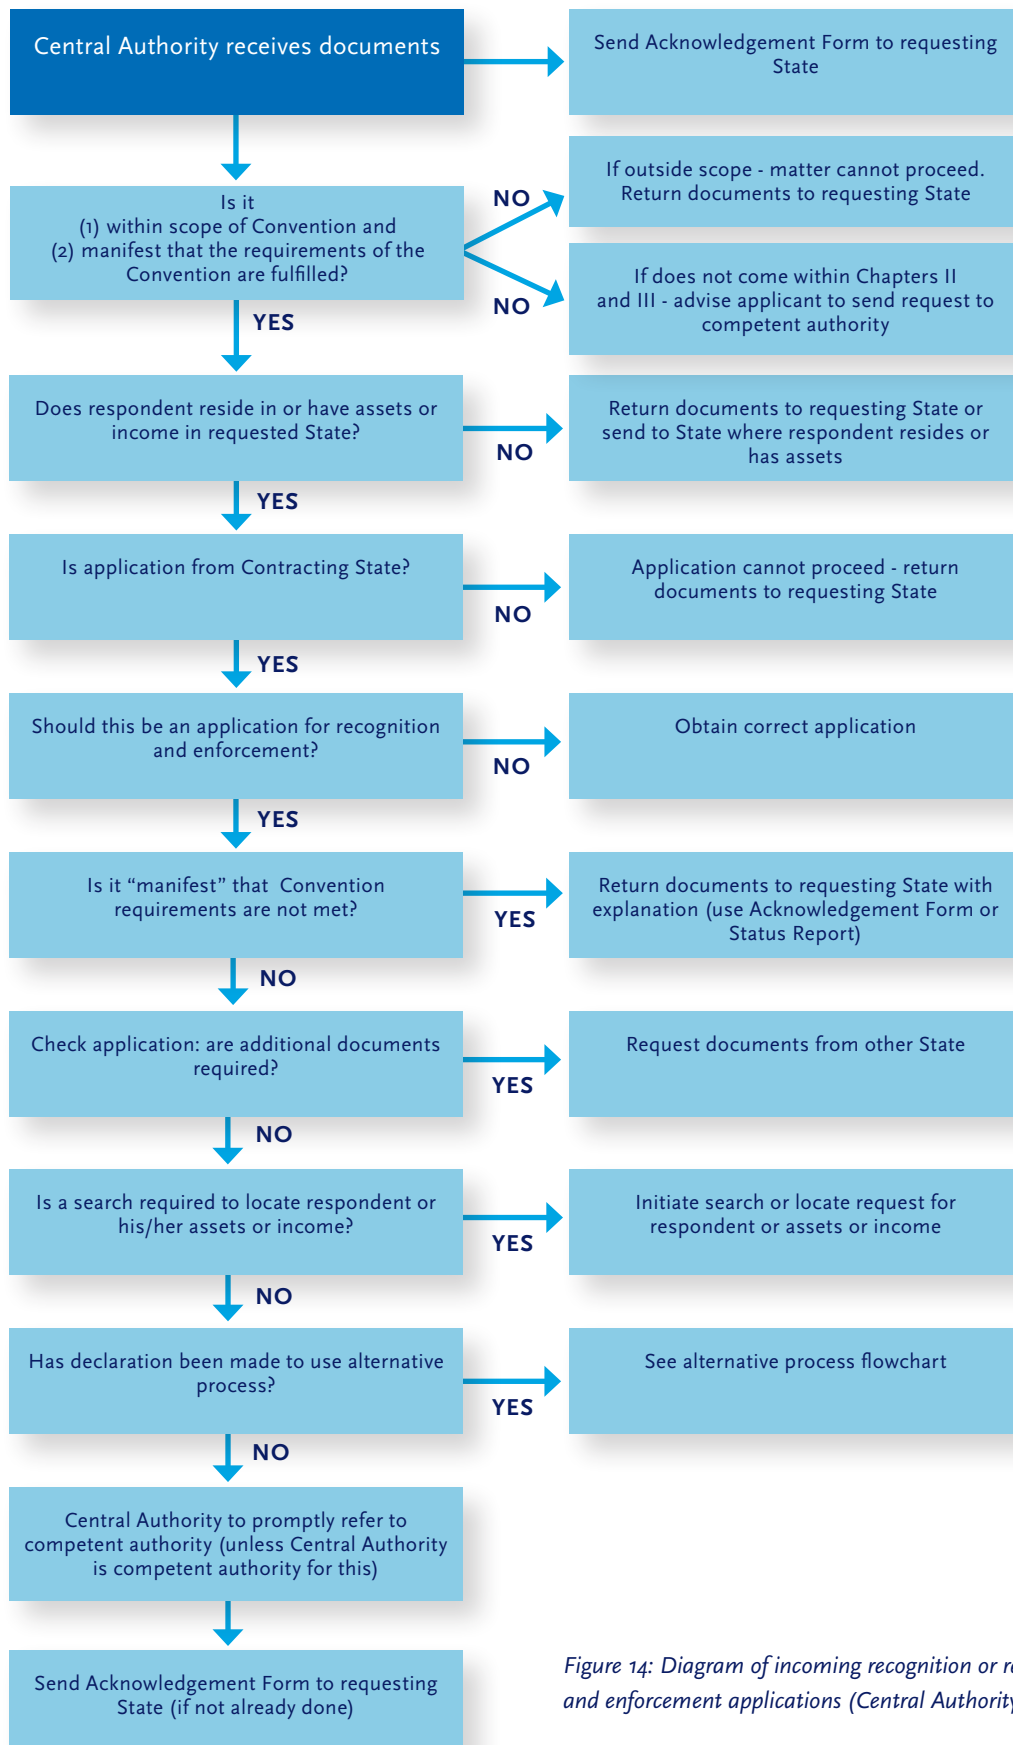 Central Authority receives documents
Send Acknowledgement Form to requesting
State
Is it
(1) within scope of Convention and
(2) manifest that the requirements of the
Convention are fulfilled?
NO
If outside scope - matter cannot proceed.
Return documents to requesting State
NO
If does not come within Chapters II
and III - advise applicant to send request to
competent authority
YES
Does respondent reside in or have assets or
income in requested State?
NO
Return documents to requesting State or
send to State where respondent resides or
has assets
YES
Is application from Contracting State?
NO
Application cannot proceed - return
documents to requesting State
YES
Should this be an application for recognition
and enforcement?
NO
Obtain correct application
YES
Is it “manifest” that  Convention
requirements are not met?
YES
Return documents to requesting State with
explanation (use Acknowledgement Form or
Status Report)
NO
Check application: are additional documents
required?
YES
Request documents from other State
NO
Is a search required to locate respondent or
his/her assets or income?
YES
Initiate search or locate request for
respondent or assets or income
NO
Has declaration been made to use alternative
process?
YES
See alternative process flowchart
NO
Central Authority to promptly refer to
competent authority (unless Central Authority
is competent authority for this)
Send Acknowledgement Form to requesting
State (if not already done)
Figure 14: Diagram of incoming recognition or
and enforcement applications (Central Authority